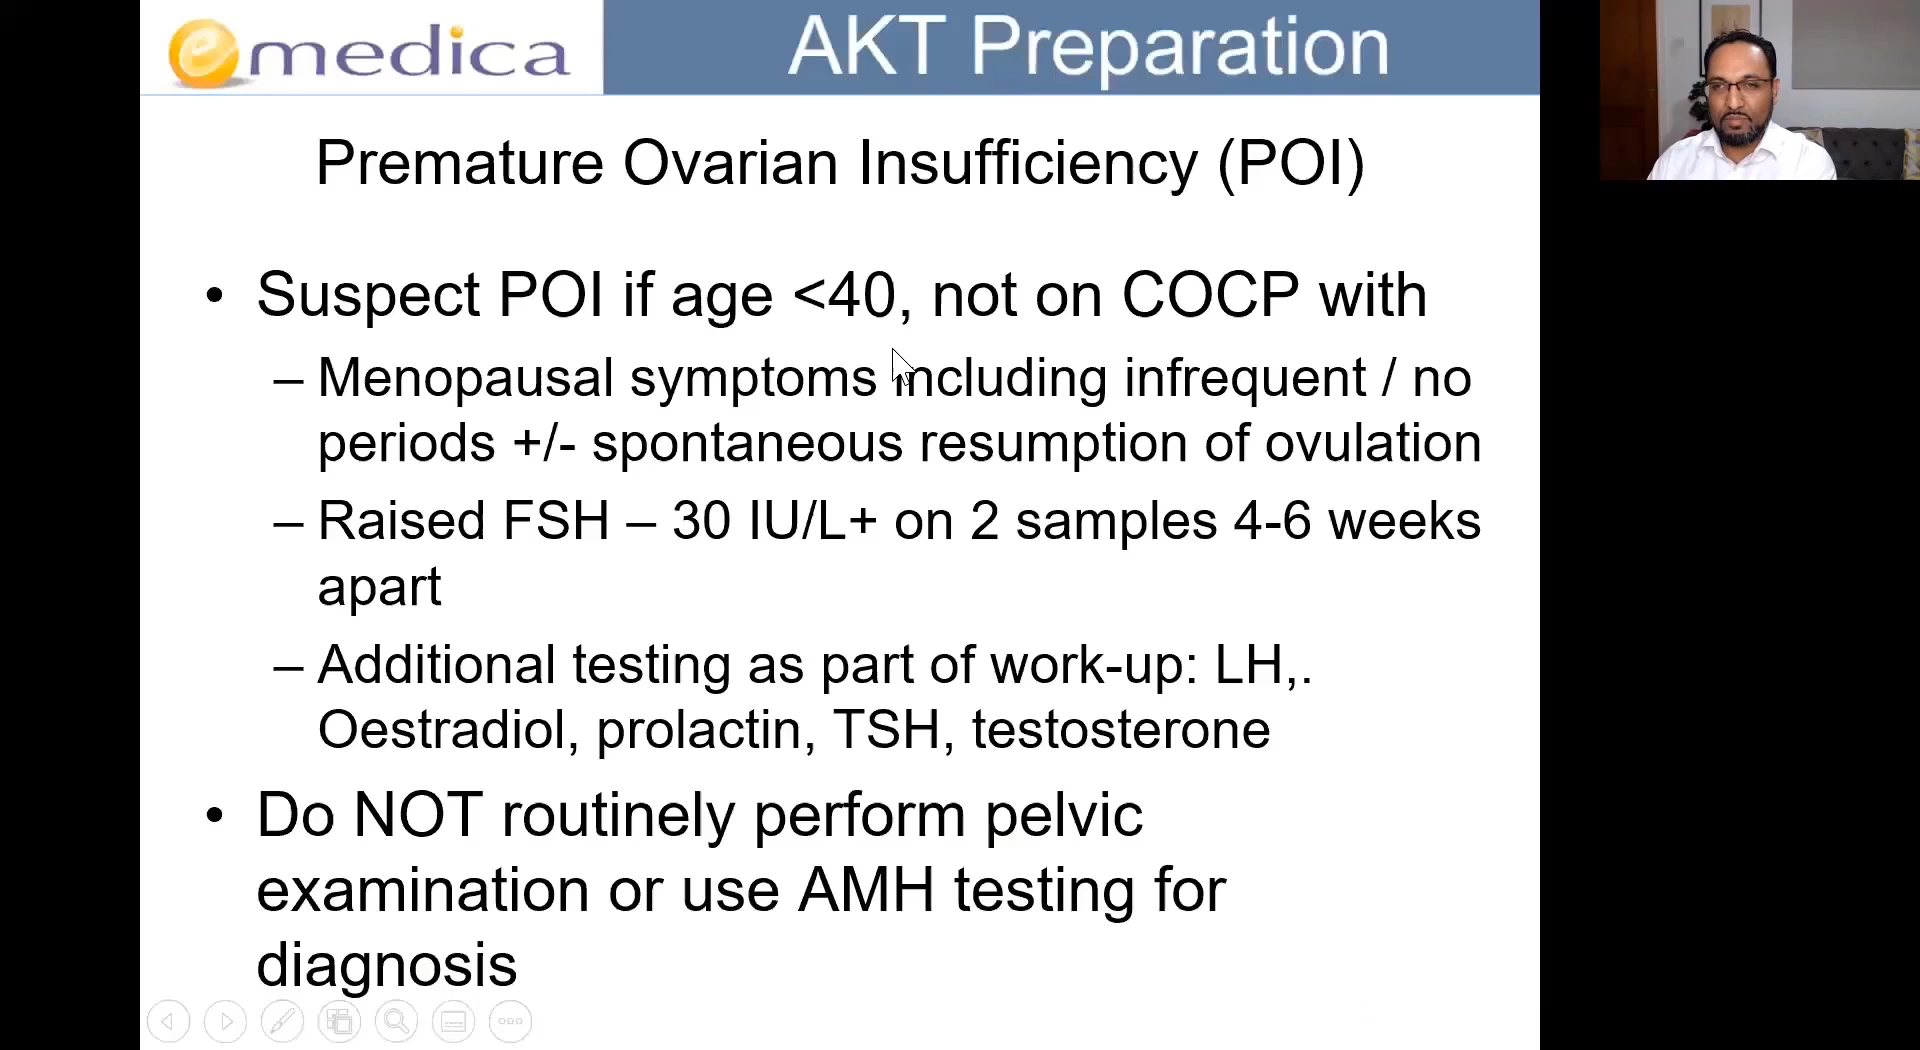 emedica
AKT Preparation
Premature Ovarian Insufficiency (POI)
• Suspect POI if age <40, not on COCP with
– Menopausal symptoms including infrequent / no
periods +/- spontaneous resumption of ovulation
– Raised FSH – 30 IU/L+ on 2 samples 4-6 weeks
apart
– Additional testing as part of work-up: LH,.
Oestradiol, prolactin, TSH, testosterone
• Do NOT routinely perform pelvic
examination or use AMH testing for
diagnosis